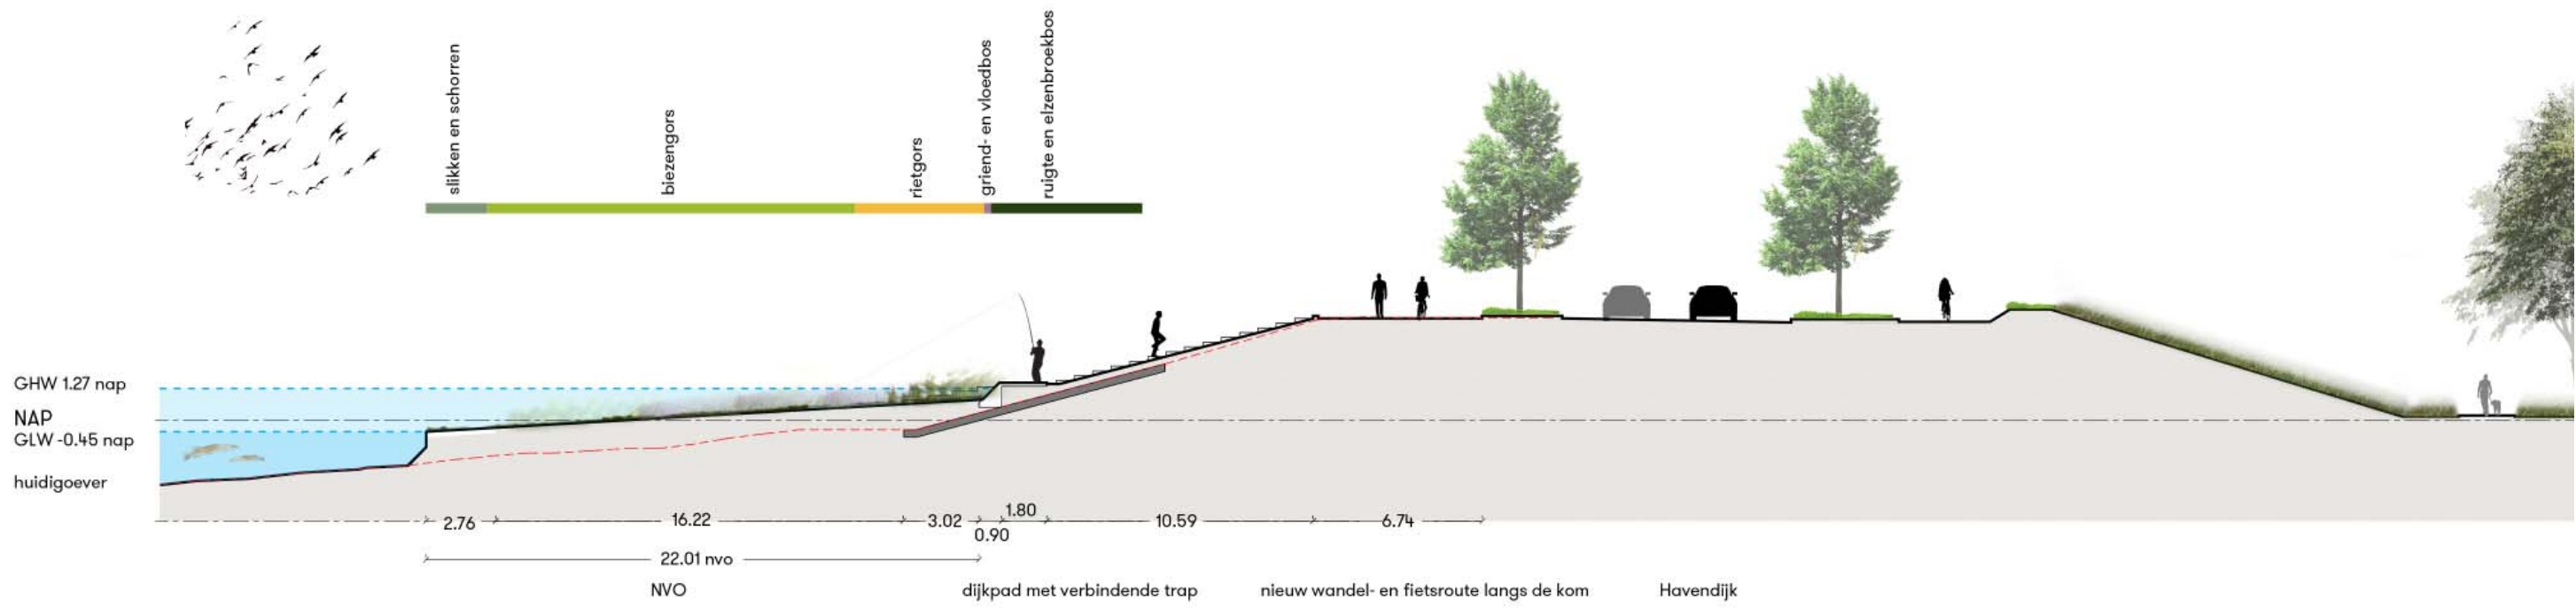 slikken en schorren
biezengors
rietgors
griend- en vloedbos
ruigte en elzenbroekbos
GHW 1.27 nap
NAP
GLW -0.45 nap
huidigoever
2.76
16.22
3.02
0.90
1.80
10.59
6.74
22.01 nvo
NVO
dijkpad met verbindende trap
nieuw wandel- en fietsroute langs de kom
Havendijk